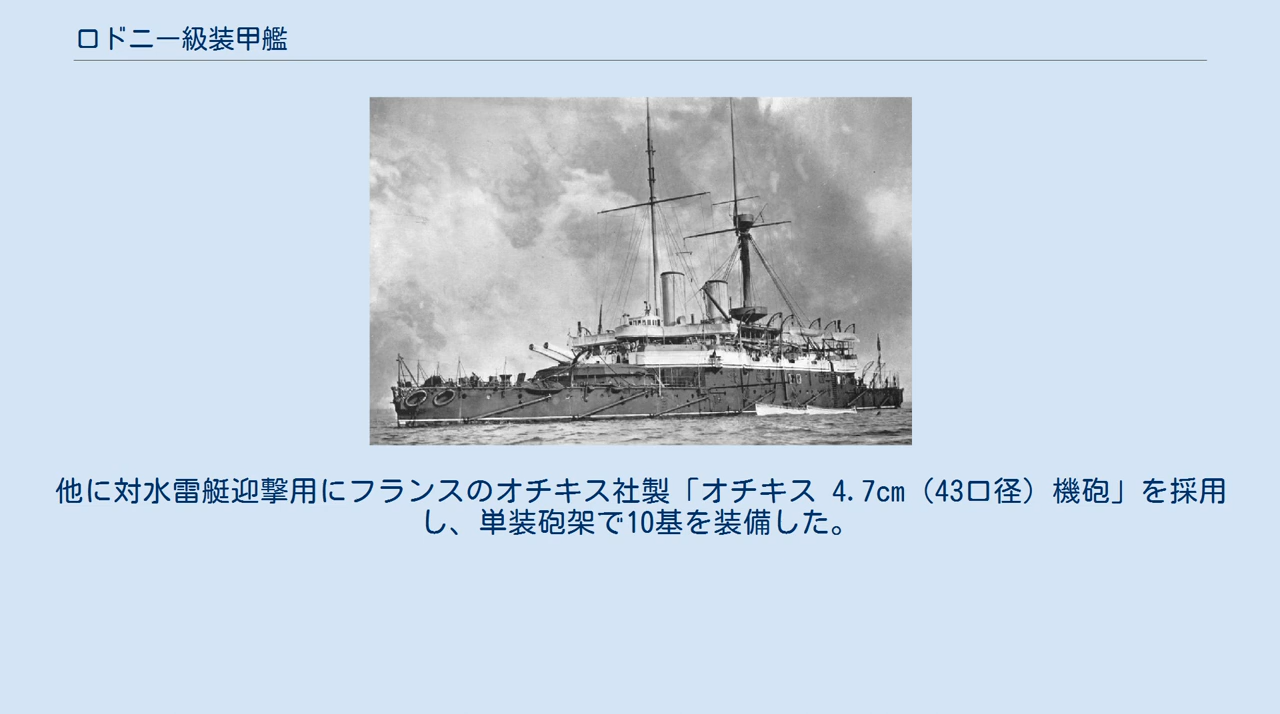 ロドニー級装甲艦
他に対水雷艇迎撃用にフランスのオチキス社製「オチキス 4.7cm（43口径）機砲」を採用
し、単装砲架で10基を装備した。